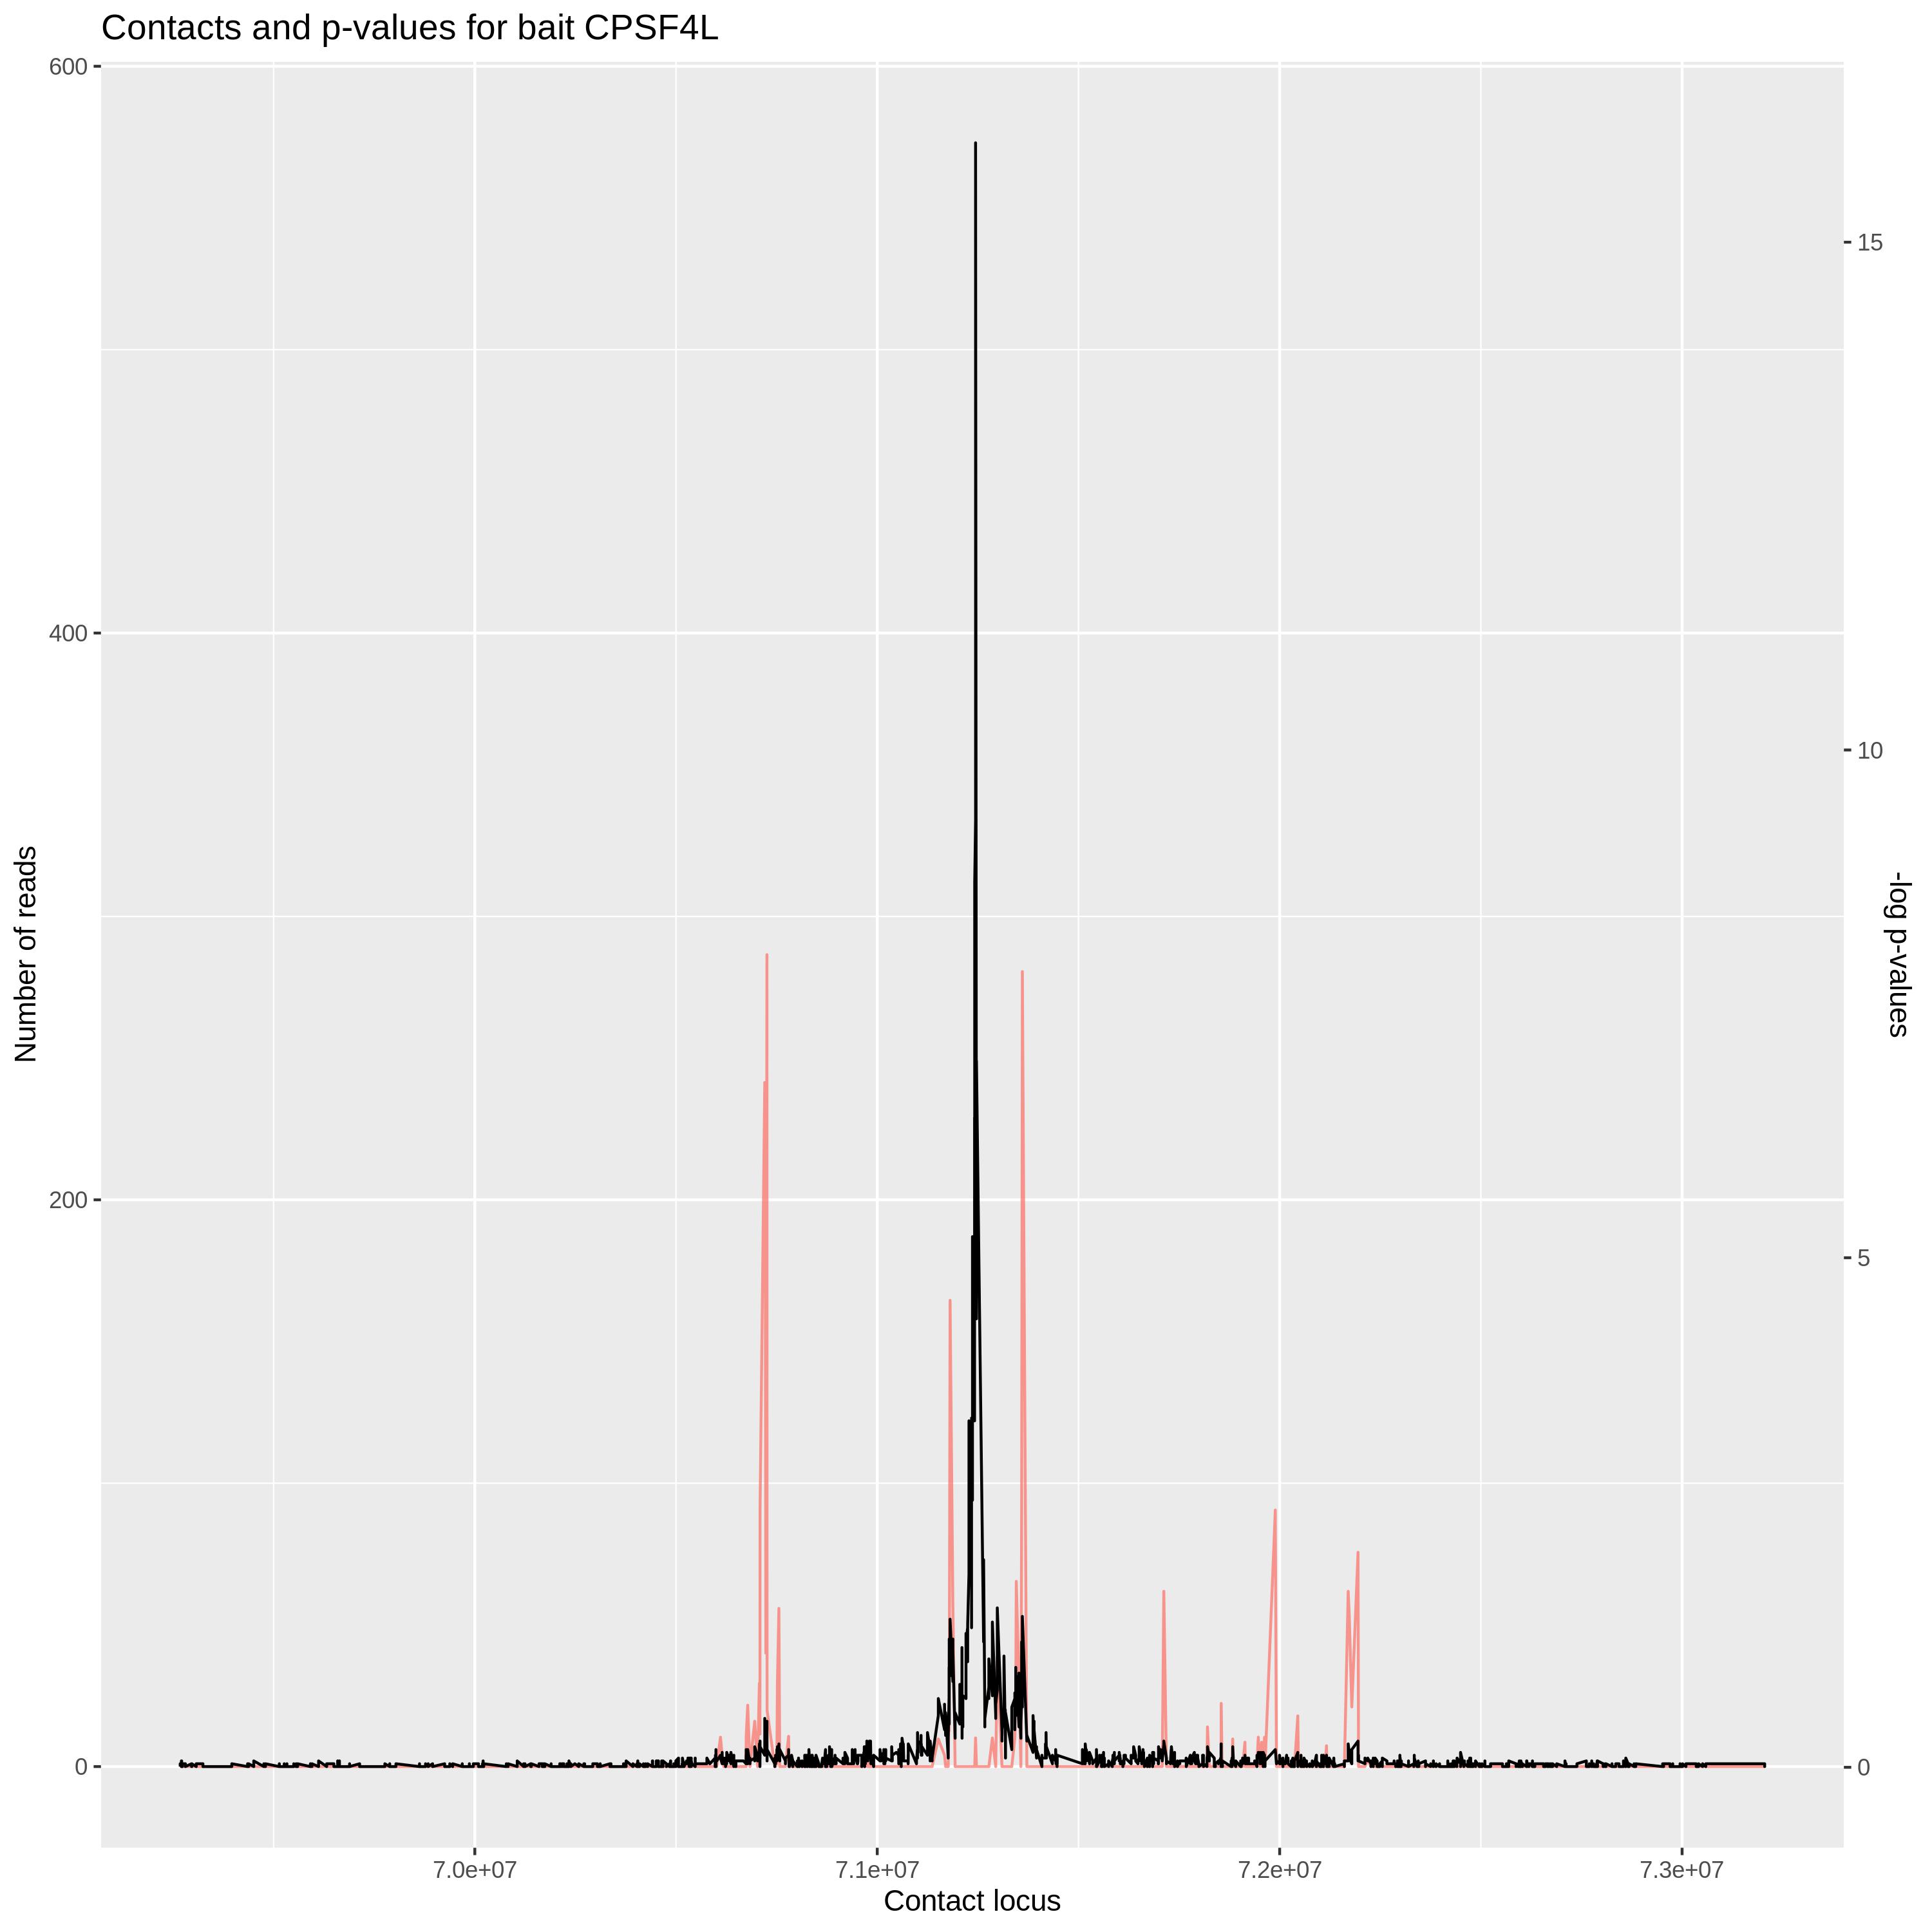 Contacts and p-values for bait CPSF4L
600
400
200
0
Number of reads
15
10
5
0
-log p-values
7.0e+07
7.1e+07
7.2e+07
7.3e+07
Contact locus